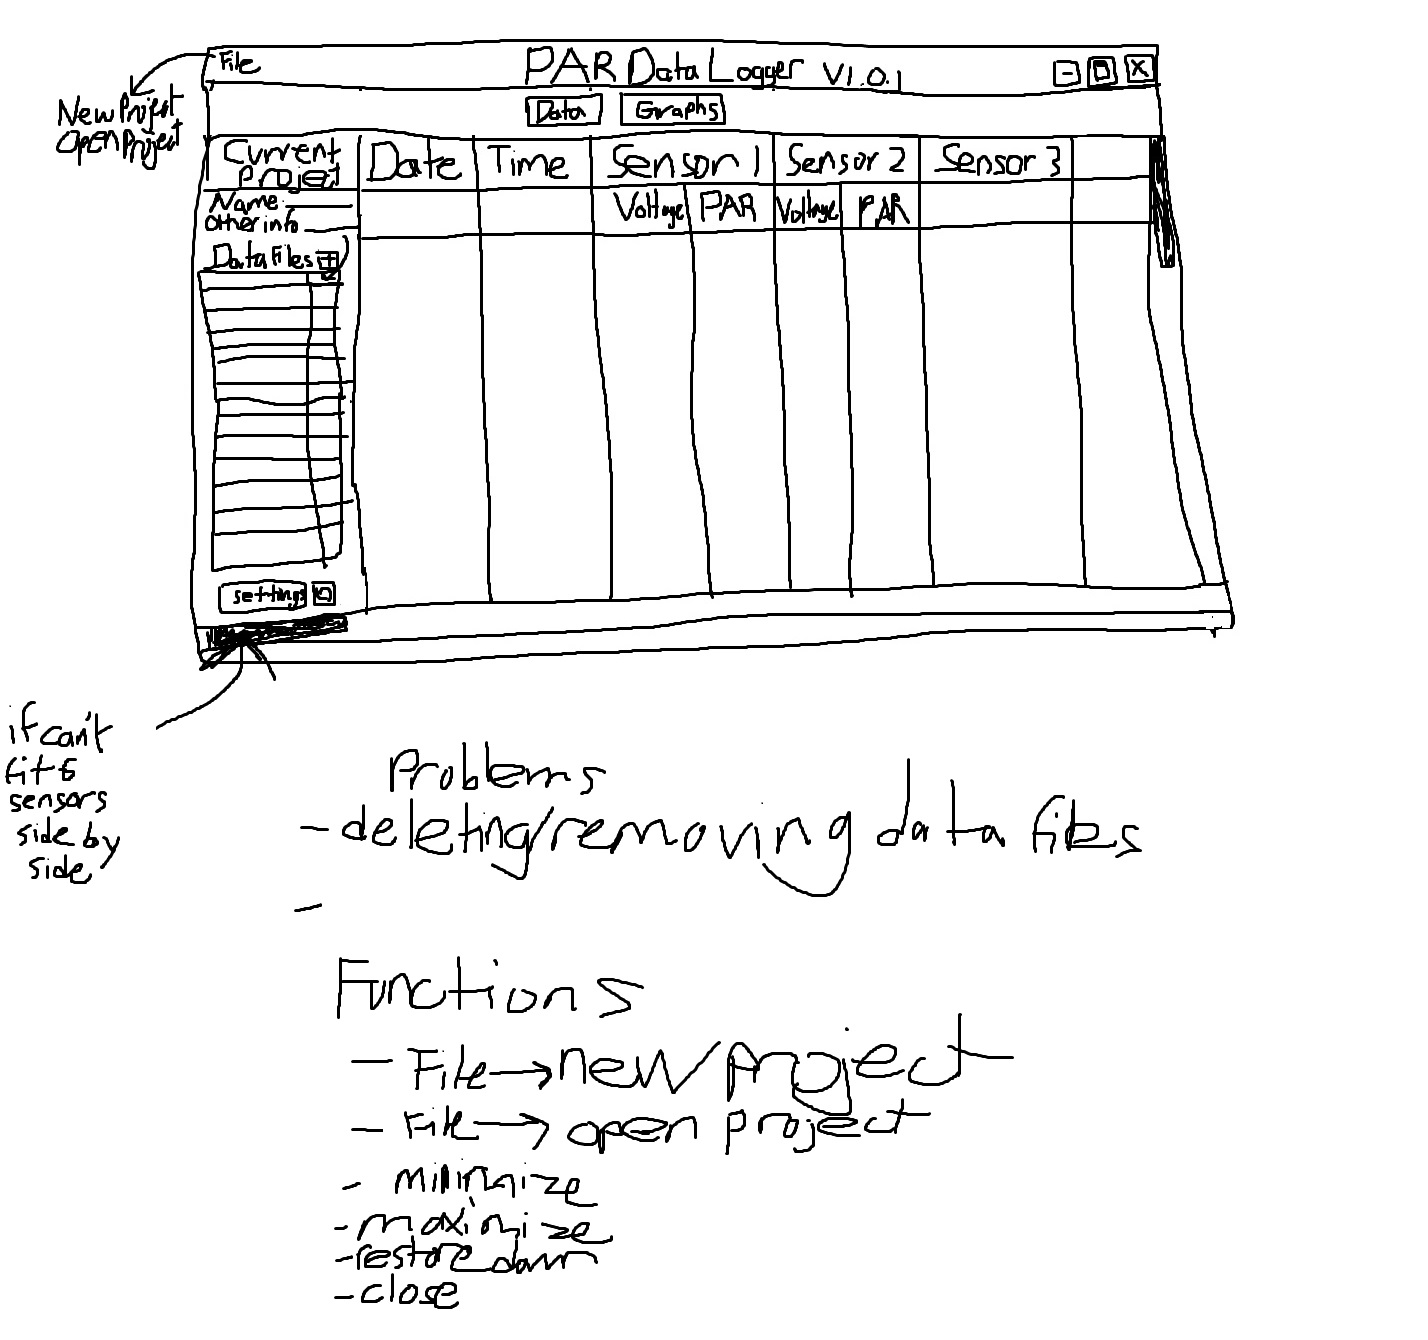 File
PAR Data Logger V1.0.1
New Project
Open Project
Data
Graphs
Current
Project
Date
Time
Sensor 1
Sensor 2
Sensor 3
Name
Other info
Voltage
PAR
Voltage
PAR
Data Files
settings
if can't
fit 6
sensors
side by
side
Problems
- deleting/removing data files
-
Functions
- File → new project
- File → open project
- minimize
- maximize
- restore down
- close